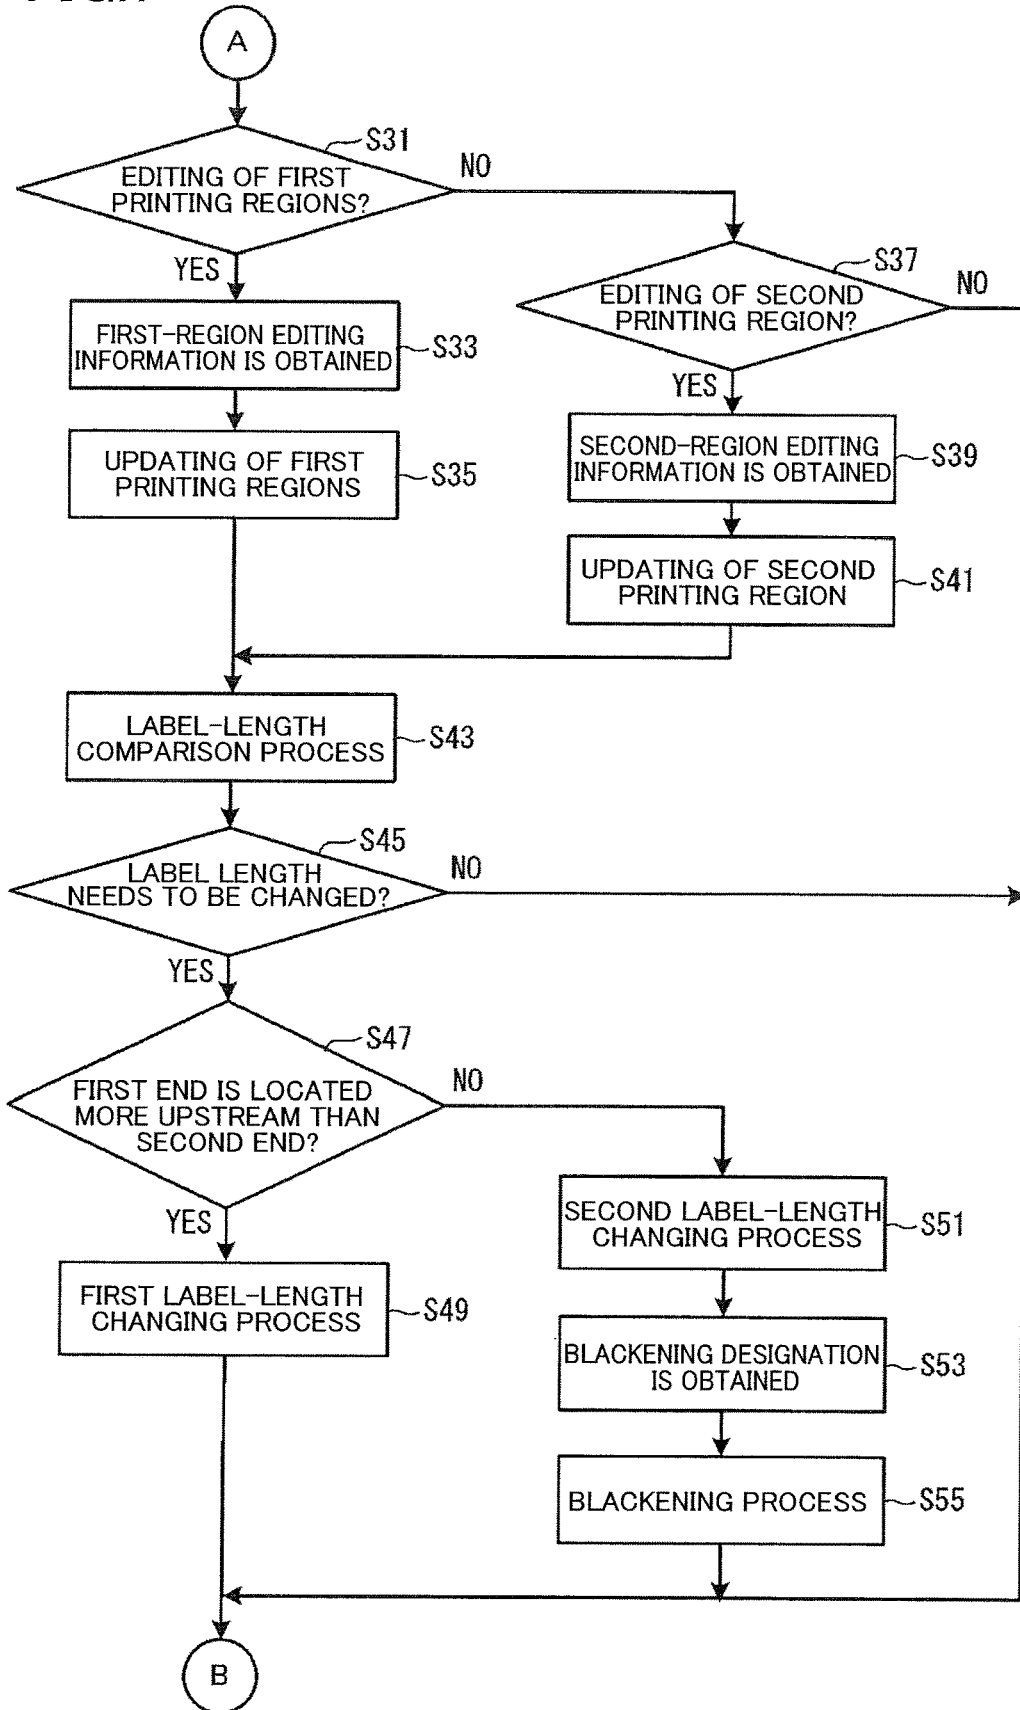 A
S31
EDITING OF FIRST
PRINTING REGIONS?
NO
YES
S37
EDITING OF SECOND
PRINTING REGION?
NO
YES
FIRST-REGION EDITING
INFORMATION IS OBTAINED
S33
SECOND-REGION EDITING
INFORMATION IS OBTAINED
S39
UPDATING OF FIRST
PRINTING REGIONS
S35
UPDATING OF SECOND
PRINTING REGION
S41
LABEL-LENGTH
COMPARISON PROCESS
S43
S45
LABEL LENGTH
NEEDS TO BE CHANGED?
NO
YES
S47
FIRST END IS LOCATED
MORE UPSTREAM THAN
SECOND END?
NO
YES
SECOND LABEL-LENGTH
CHANGING PROCESS
S51
FIRST LABEL-LENGTH
CHANGING PROCESS
S49
BLACKENING DESIGNATION
IS OBTAINED
S53
BLACKENING PROCESS
S55
B